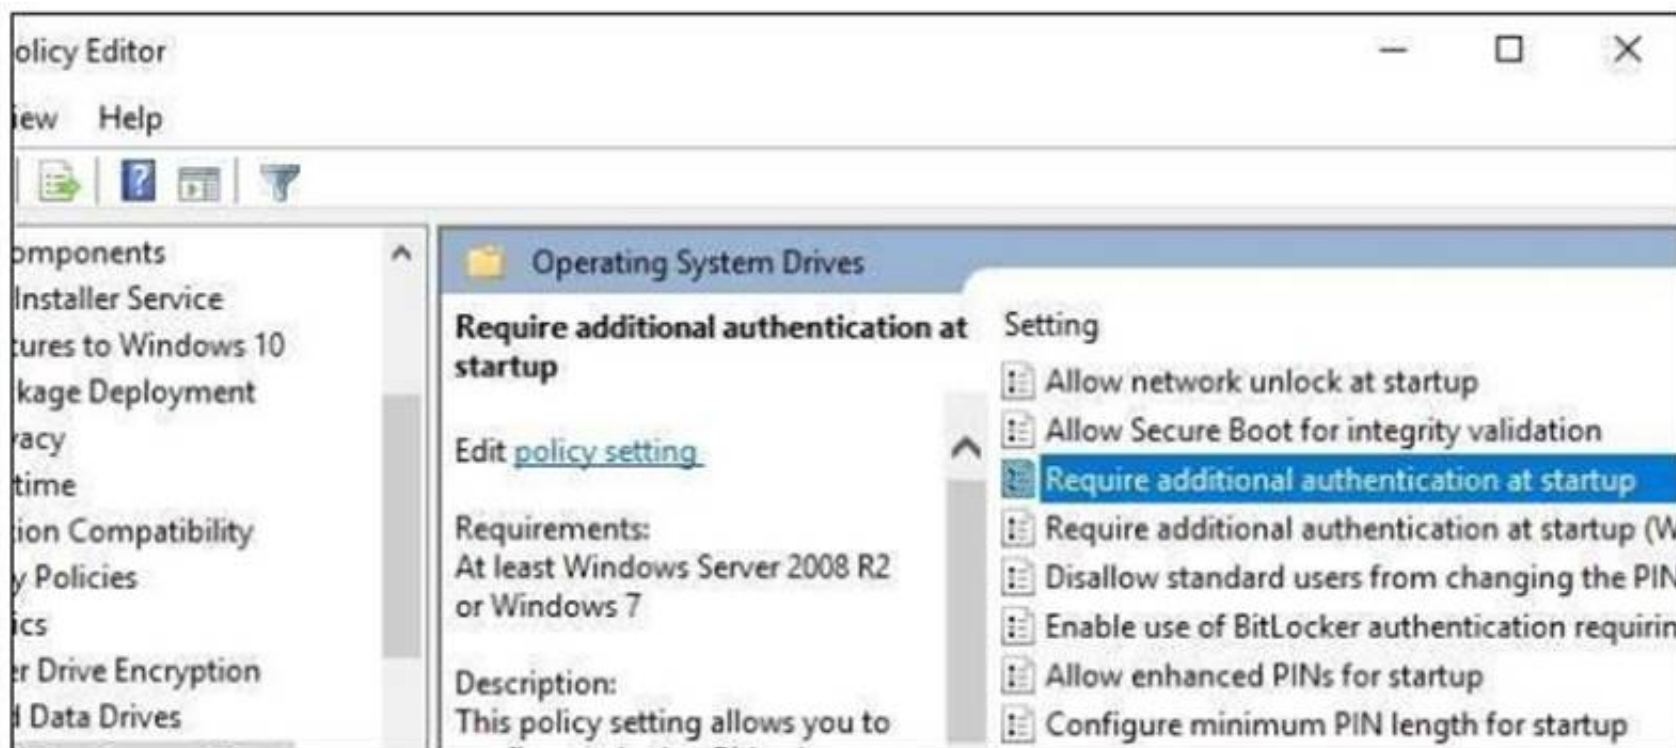 olicy Editor
iew Help
omponents
Installer Service
tures to Windows 10
kage Deployment
vacy
time
ion Compatibility
y Policies
ics
er Drive Encryption
d Data Drives
Operating System Drives
Require additional authentication at
startup
Edit policy setting
Requirements:
At least Windows Server 2008 R2
or Windows 7
Description:
This policy setting allows you to
Setting
Allow network unlock at startup
Allow Secure Boot for integrity validation
Require additional authentication at startup
Require additional authentication at startup (W
Disallow standard users from changing the PIN
Enable use of BitLocker authentication requirin
Allow enhanced PINs for startup
Configure minimum PIN length for startup